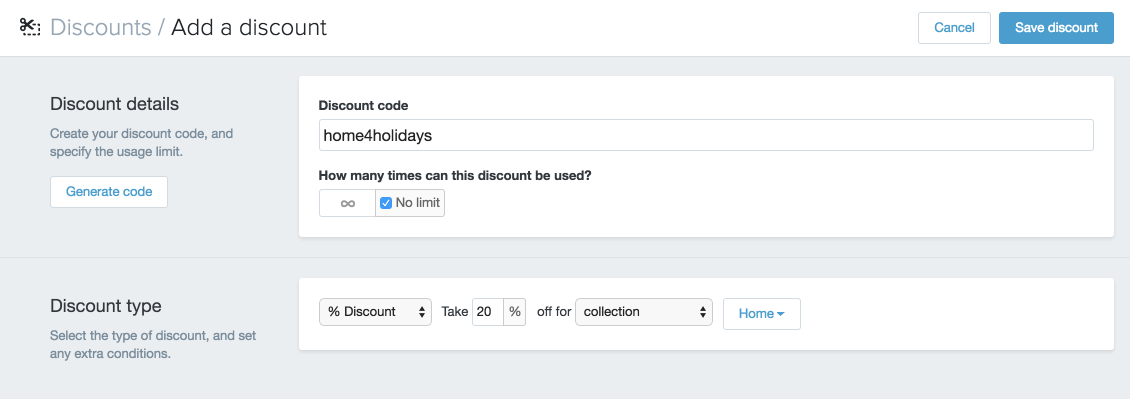 Discounts / Add a discount
Cancel
Save discount
Discount details
Create your discount code, and
specify the usage limit.
Generate code
Discount code
home4holidays
How many times can this discount be used?
∞ No limit
Discount type
Select the type of discount, and set
any extra conditions.
% Discount Take 20 % off for collection Home